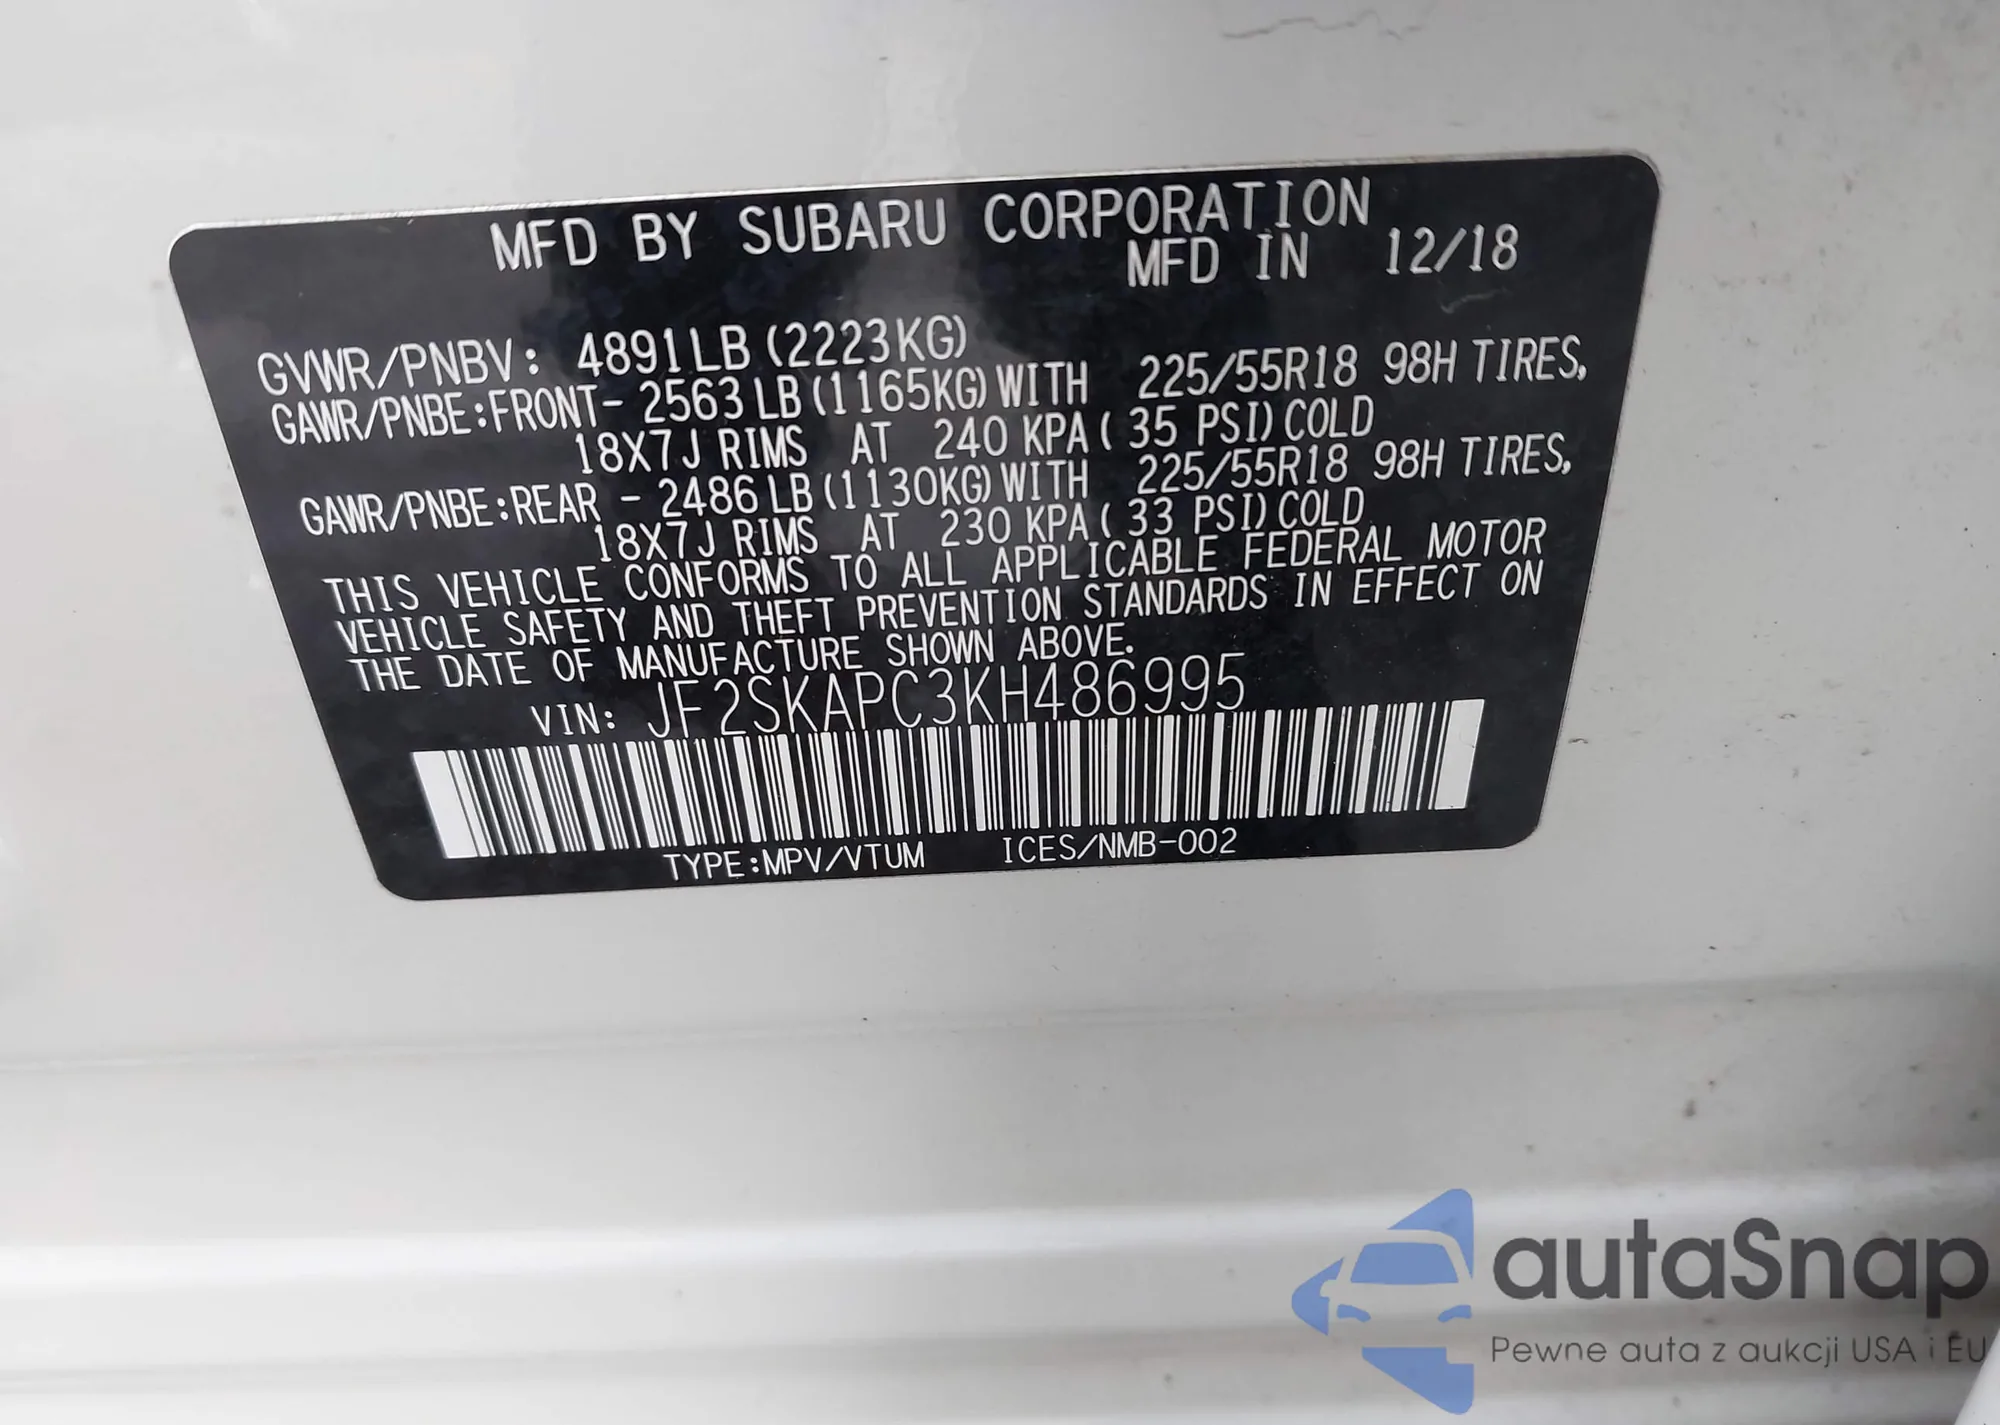 MFD BY SUBARU CORPORATION
MFD IN 12/18
GVWR/PNBV: 4891LB (2223KG)
GAWR/PNBE:FRONT- 2563LB (1165KG) WITH 225/55R18 98H TIRES,
18X7J RIMS AT 240 KPA ( 35 PSI) COLD
GAWR/PNBE:REAR - 2486LB (1130KG) WITH 225/55R18 98H TIRES,
18X7J RIMS AT 230 KPA ( 33 PSI) COLD
THIS VEHICLE CONFORMS TO ALL APPLICABLE FEDERAL MOTOR
VEHICLE SAFETY AND THEFT PREVENTION STANDARDS IN EFFECT ON
THE DATE OF MANUFACTURE SHOWN ABOVE.
VIN: JF2SKAPC3KH486995
TYPE:MPV/VTUM ICES/NMB-002
autaSnap
Pewne auta z aukcji USA i EU